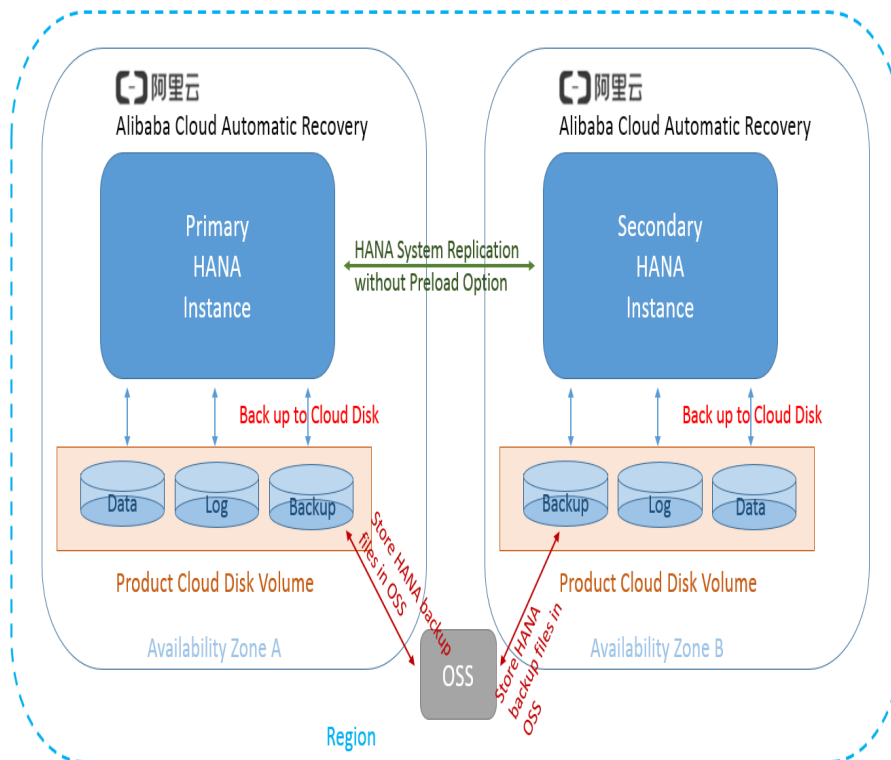 阿里云
Alibaba Cloud Automatic Recovery
Primary
HANA
Instance
Back up to Cloud Disk
Data
Log
Backup
Product Cloud Disk Volume
Availability Zone A
HANA System Replication
without Preload Option
阿里云
Alibaba Cloud Automatic Recovery
Secondary
HANA
Instance
Back up to Cloud Disk
Backup
Log
Data
Product Cloud Disk Volume
Availability Zone B
Store HANA backup
files in OSS
OSS
Store HANA
backup files in
OSS
Region